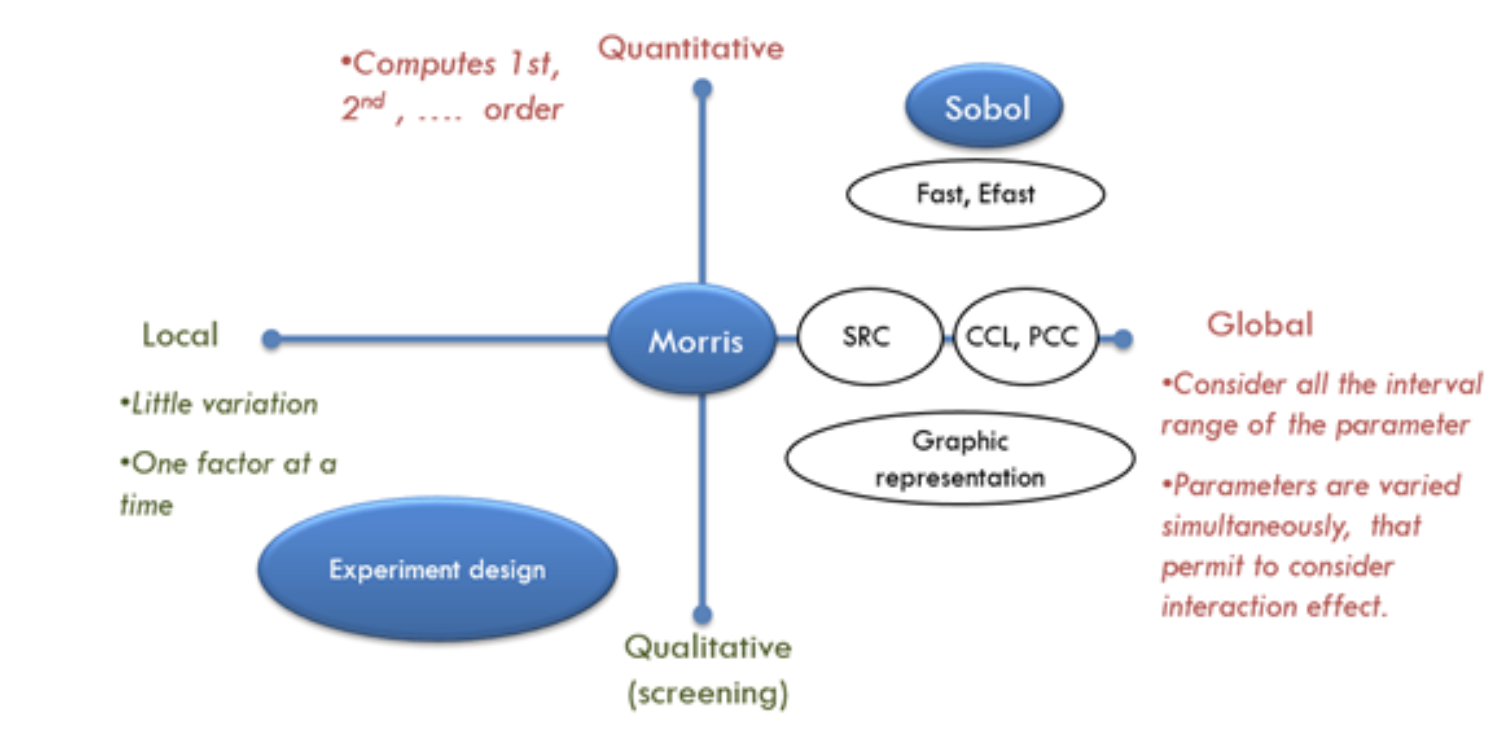 •Computes 1st,
2nd , .... order
Quantitative
Sobol
Fast, Efast
Local
Morris
SRC
CCL, PCC
Global
•Little variation
•One factor at a
time
•Consider all the interval
range of the parameter
Graphic
representation
•Parameters are varied
simultaneously, that
permit to consider
interaction effect.
Experiment design
Qualitative
(screening)